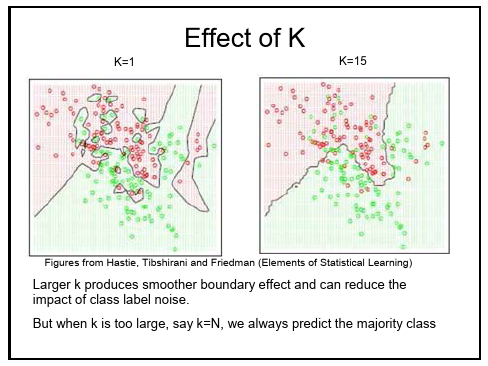 Effect of K
K=1
K=15
Figures from Hastie, Tibshirani and Friedman (Elements of Statistical Learning)
Larger k produces smoother boundary effect and can reduce the
impact of class label noise.
But when k is too large, say k=N, we always predict the majority class